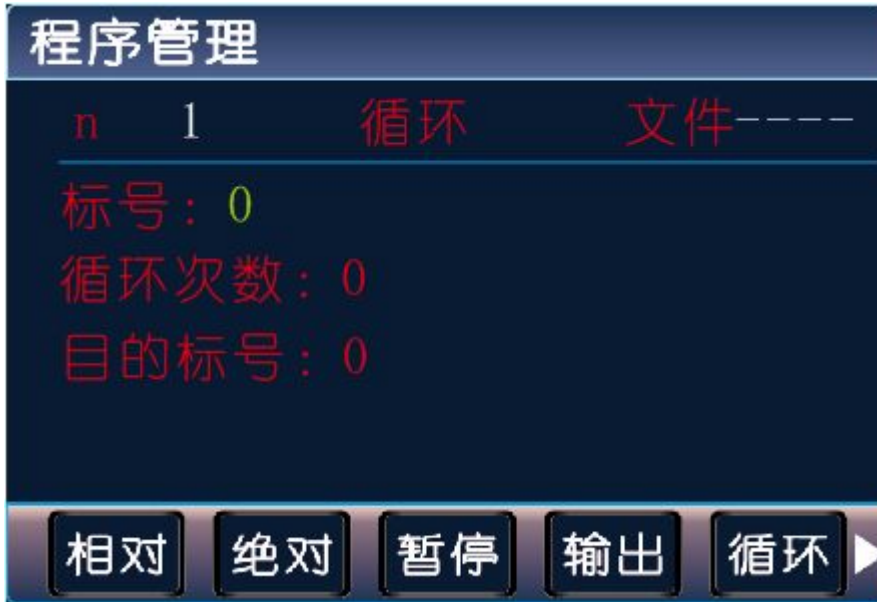 程序管理
n 1 循环 文件----
标号: 0
循环次数: 0
目的标号: 0
相对 绝对 暂停 输出 循环